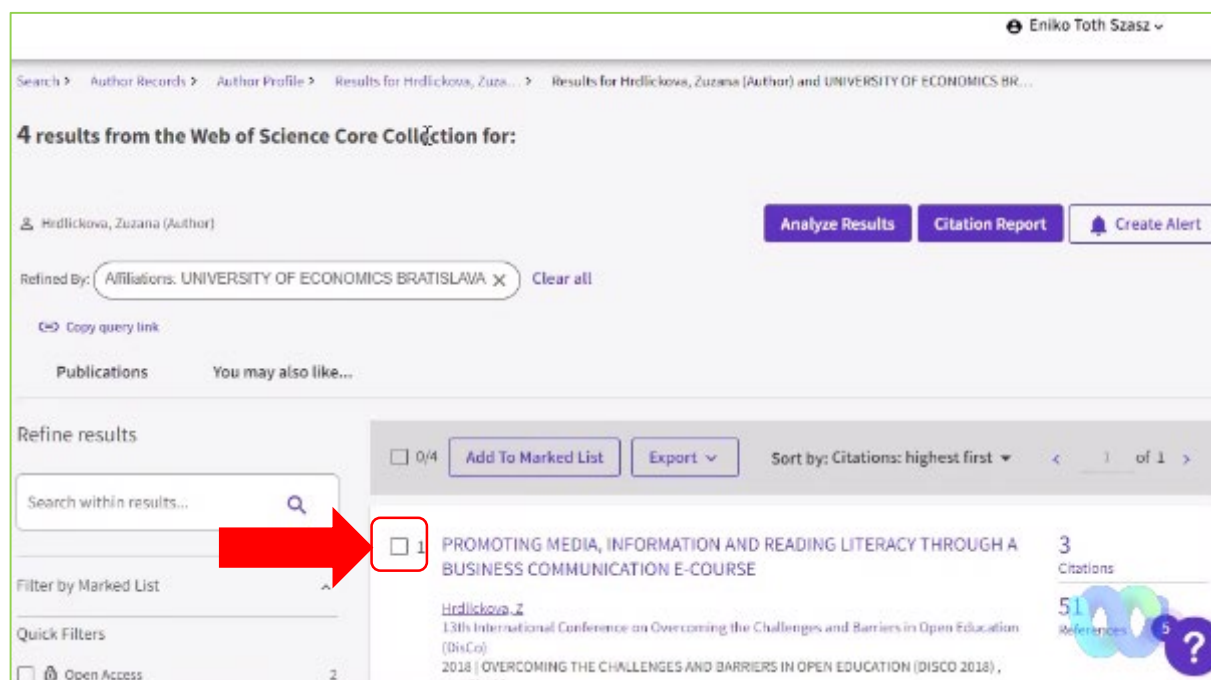 Eniko Toth Szasz
Search > Author Records > Author Profile > Results for Hrdlickova, Zuza... > Results for Hrdlickova, Zuzana (Author) and UNIVERSITY OF ECONOMICS BR...
4 results from the Web of Science Core Collection for:
Hrdlickova, Zuzana (Author)
Analyze Results
Citation Report
Create Alert
Refined By: Affiliations: UNIVERSITY OF ECONOMICS BRATISLAVA × Clear all
Copy query link
Publications
You may also like...
Refine results
0/4
Add To Marked List
Export
Sort by: Citations: highest first
< 1 of 1 >
Search within results...
1
PROMOTING MEDIA, INFORMATION AND READING LITERACY THROUGH A
BUSINESS COMMUNICATION E-COURSE
3
Citations
Filter by Marked List
Hrdlickova, Z
51
References
13th International Conference on Overcoming the Challenges and Barriers in Open Education
(DisCo)
5
?
Quick Filters
2018 | OVERCOMING THE CHALLENGES AND BARRIERS IN OPEN EDUCATION (DISCO 2018) ,
Open Access
2